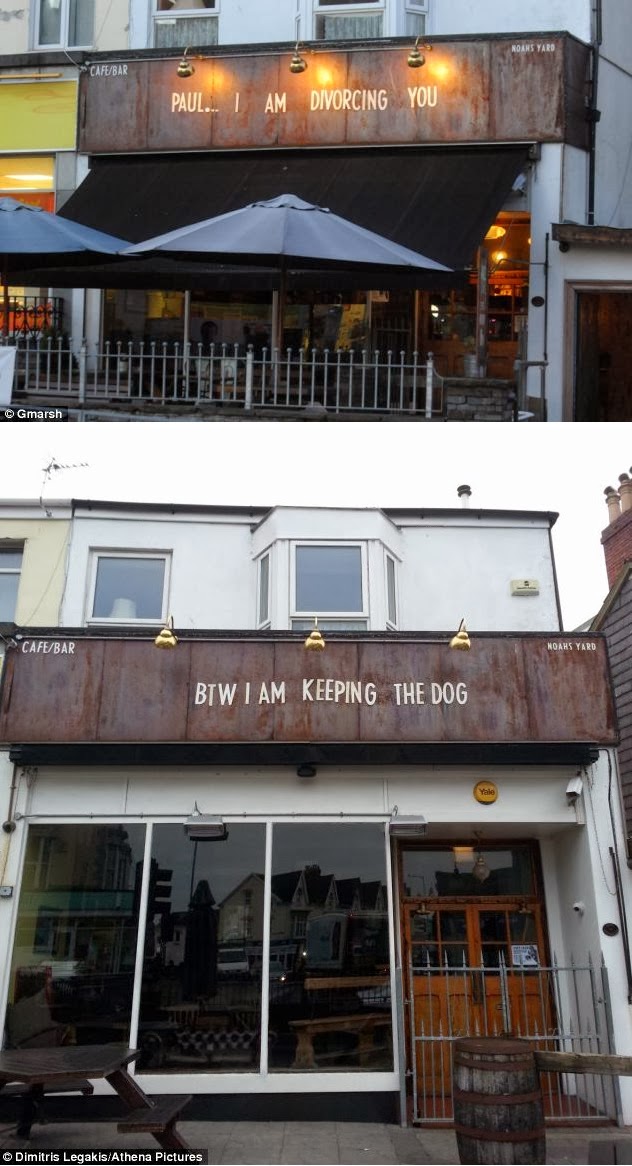 CAFE/BAR
NOAHS YARD
PAUL... I AM DIVORCING YOU
© Gmarsh
CAFE/BAR
NOAHS YARD
BTW I AM KEEPING THE DOG
Yale
© Dimitris Legakis/Athena Pictures